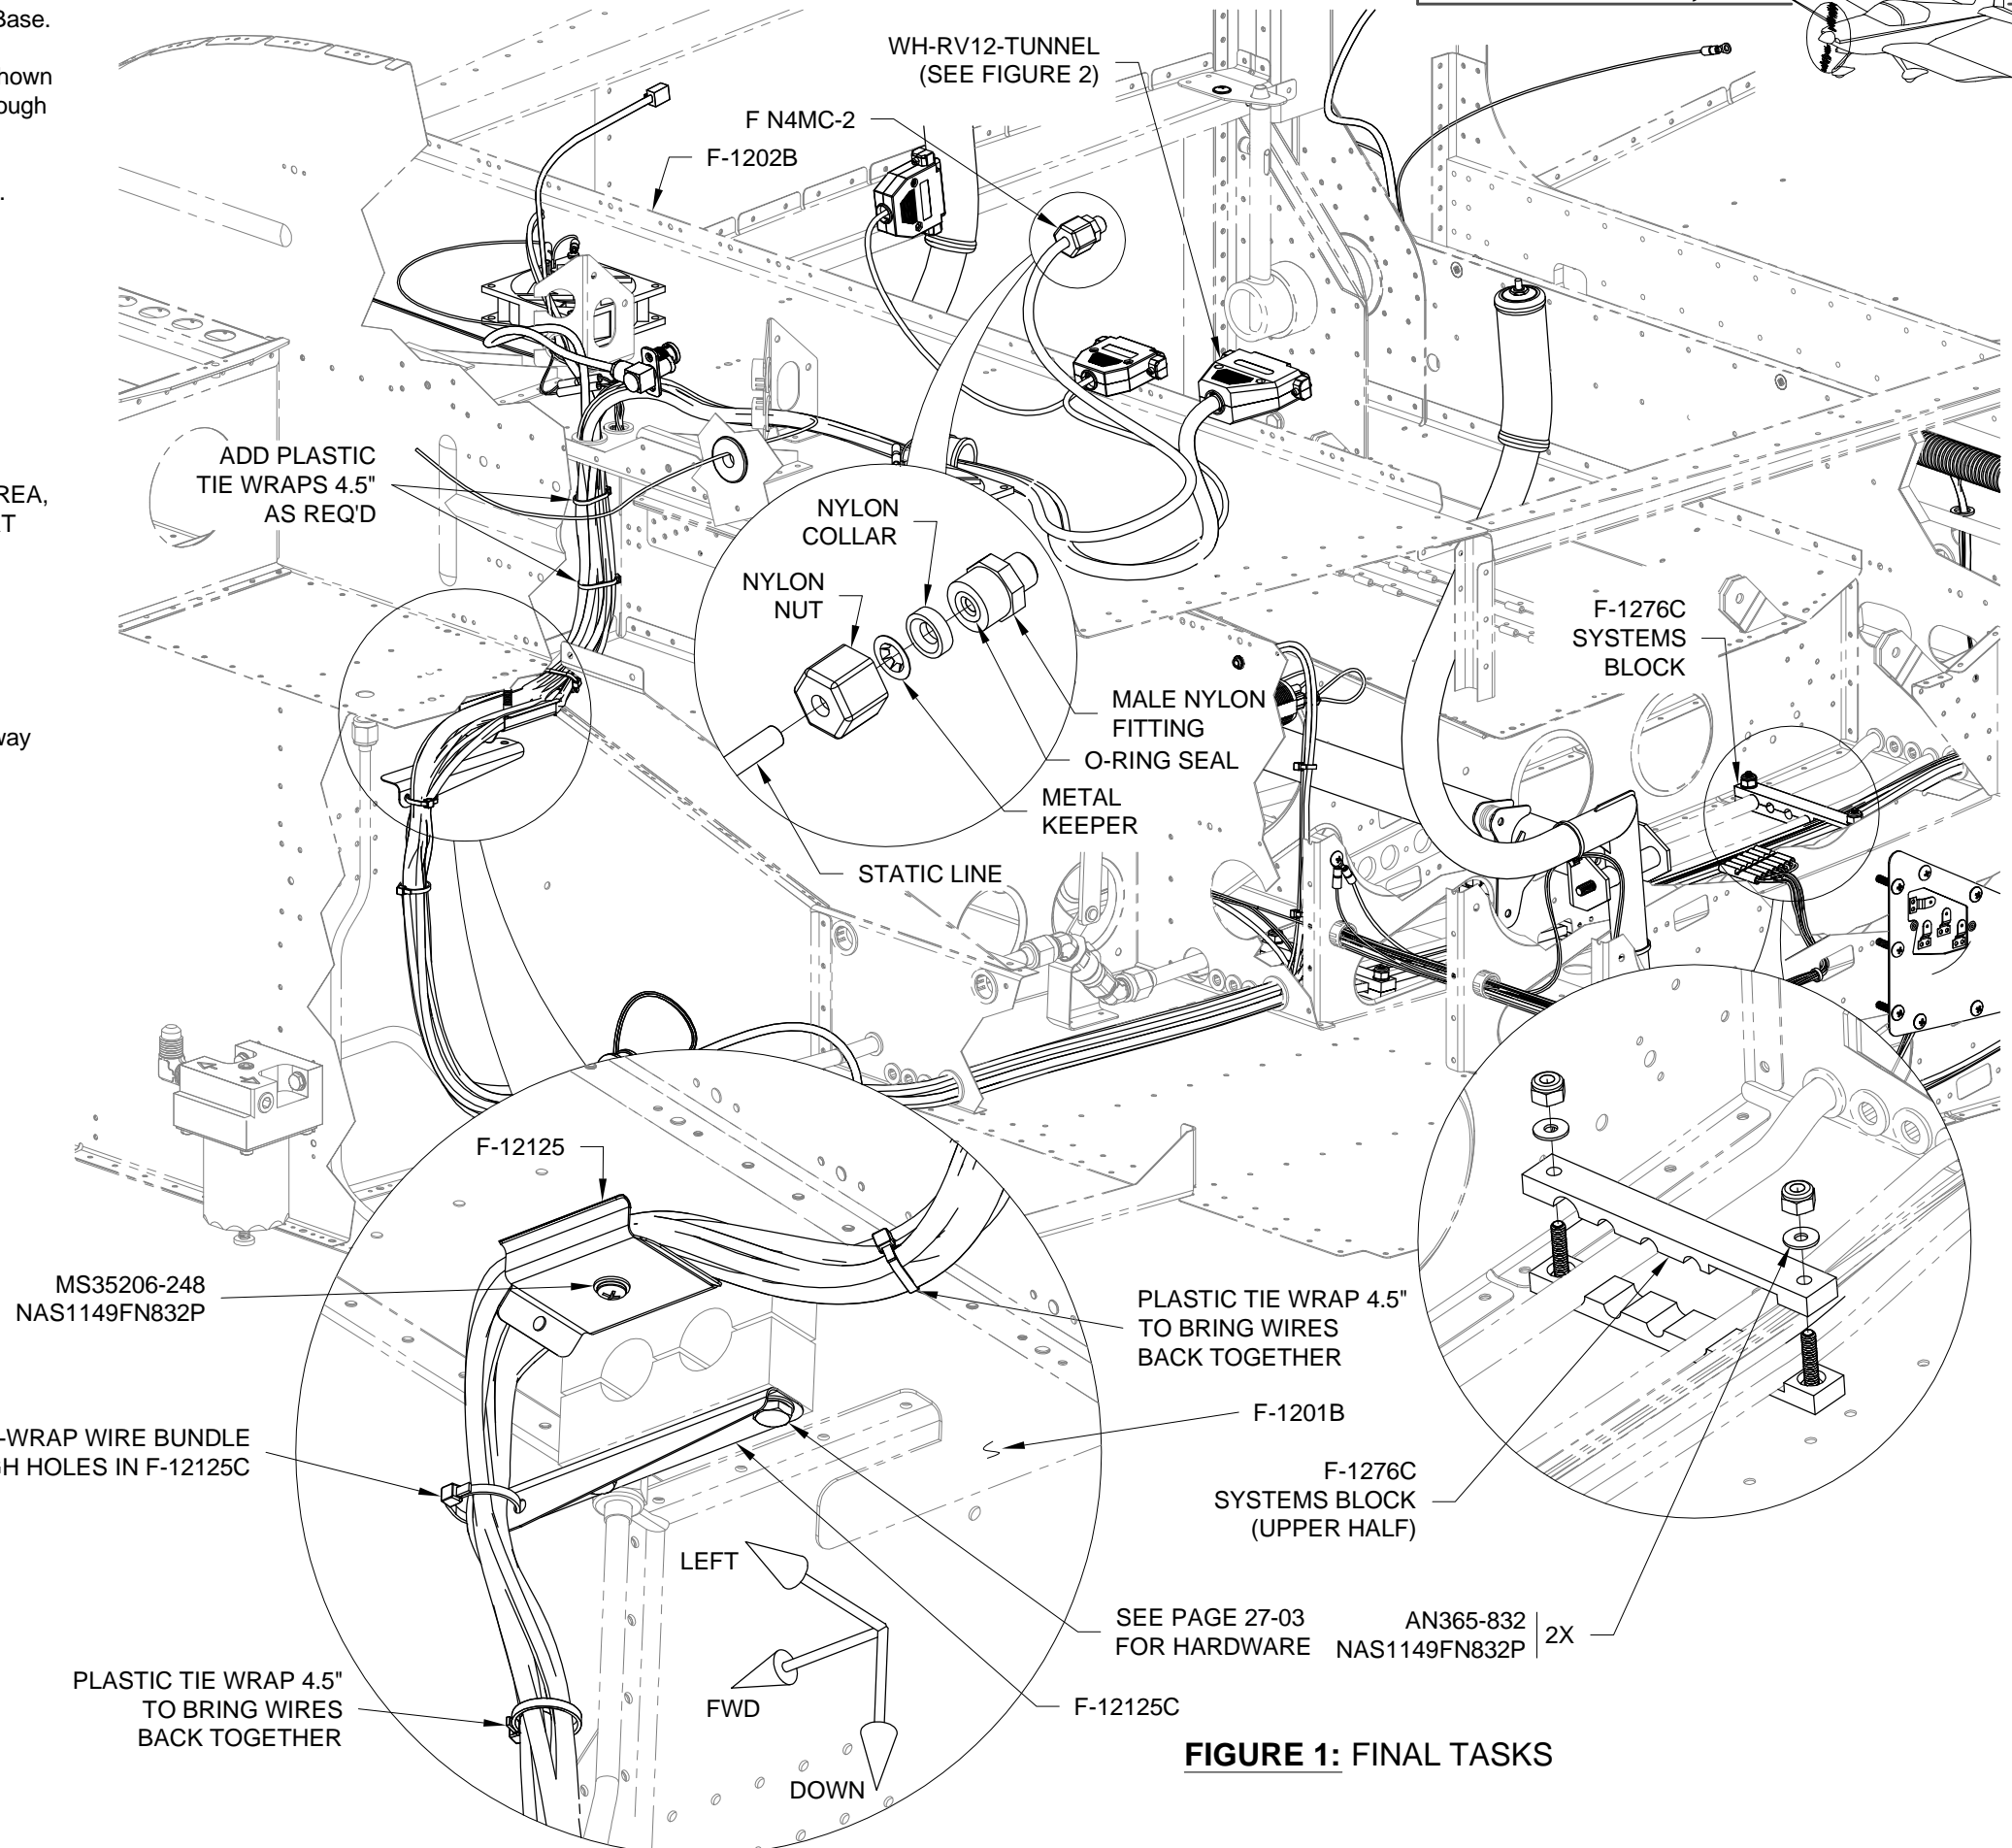 Base.
hown
ough
.
REA,
RT
way
WH-RV12-TUNNEL
(SEE FIGURE 2)
F N4MC-2
F-1202B
ADD PLASTIC
TIE WRAPS 4.5"
AS REQ'D
NYLON
COLLAR
NYLON
NUT
MALE NYLON
FITTING
O-RING SEAL
METAL
KEEPER
STATIC LINE
F-1276C
SYSTEMS
BLOCK
F-12125
MS35206-248
NAS1149FN832P
PLASTIC TIE WRAP 4.5"
TO BRING WIRES
BACK TOGETHER
F-1201B
-WRAP WIRE BUNDLE
GH HOLES IN F-12125C
F-1276C
SYSTEMS BLOCK
(UPPER HALF)
LEFT
FWD
DOWN
SEE PAGE 27-03
FOR HARDWARE
AN365-832
NAS1149FN832P
2X
F-12125C
PLASTIC TIE WRAP 4.5"
TO BRING WIRES
BACK TOGETHER
FIGURE 1: FINAL TASKS